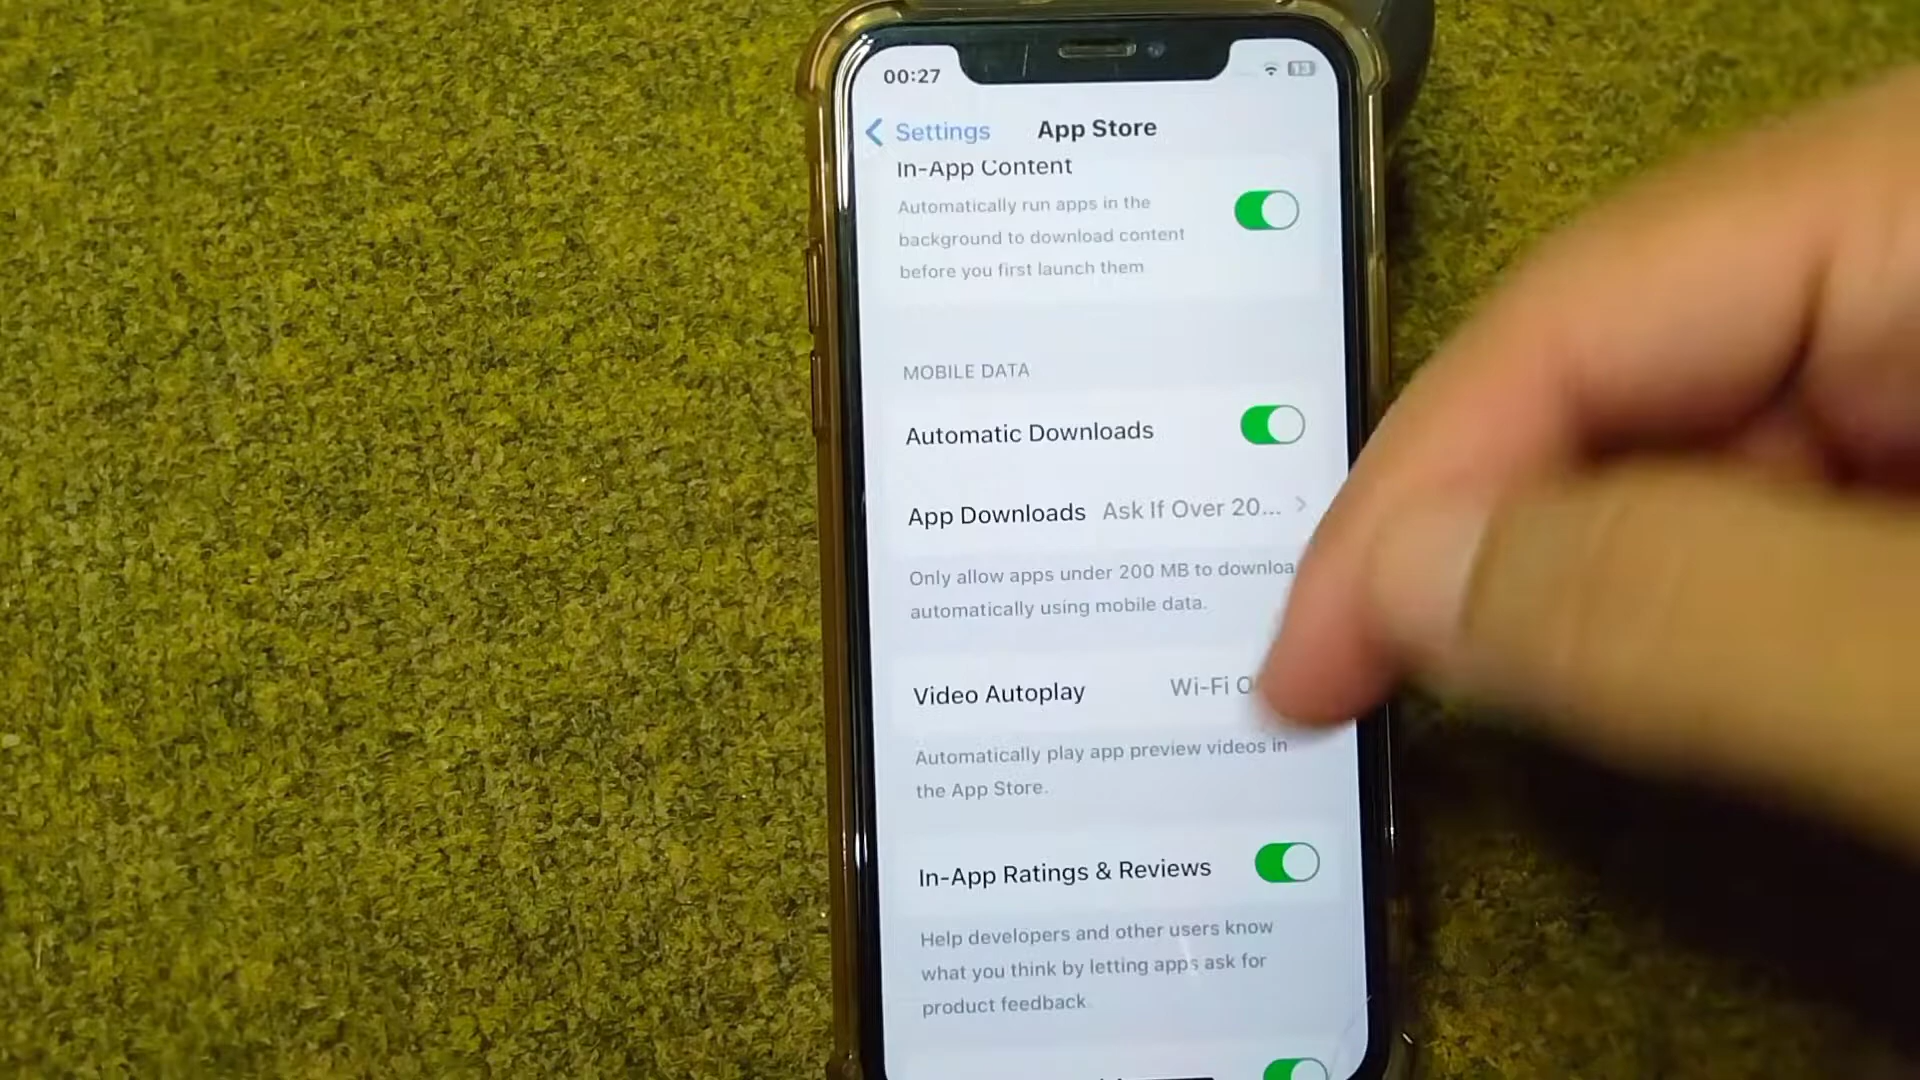 00:27
13
Settings
App Store
In-App Content
Automatically run apps in the
background to download content
before you first launch them
MOBILE DATA
Automatic Downloads
App Downloads Ask If Over 20...
Only allow apps under 200 MB to downloa
automatically using mobile data.
Video Autoplay Wi-Fi O
Automatically play app preview videos in
the App Store.
In-App Ratings & Reviews
Help developers and other users know
what you think by letting apps ask for
product feedback